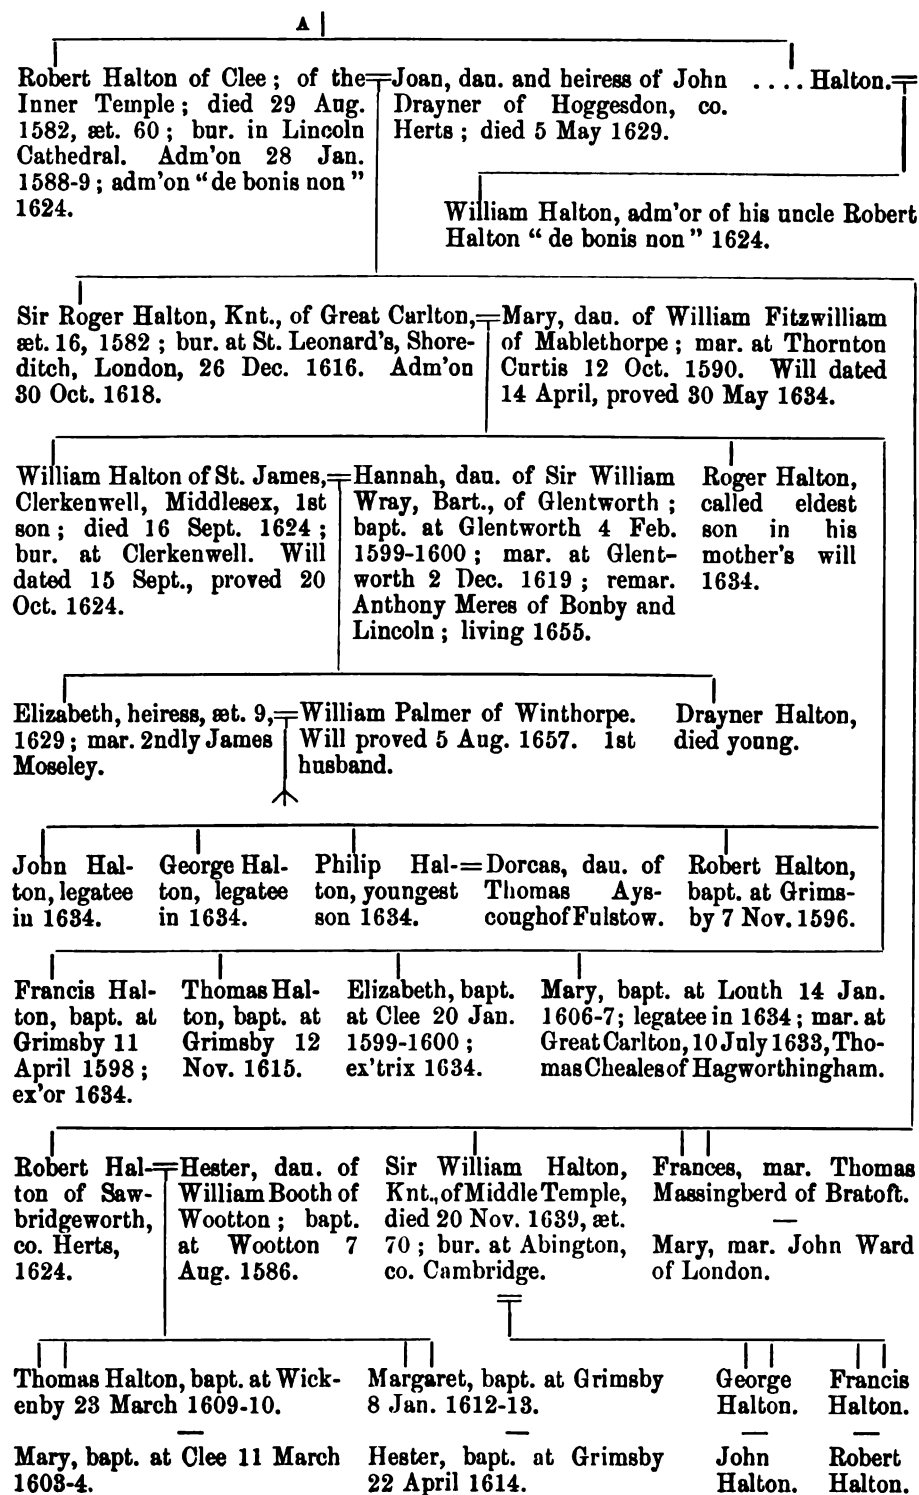 A
Robert Halton of Clee; of the
Inner Temple; died 29 Aug.
1582, æt. 60; bur. in Lincoln
Cathedral. Adm'on 28 Jan.
1588-9; adm'on "de bonis non"
1624.
Joan, dau. and heiress of John
Drayner of Hoggesdon, co.
Herts; died 5 May 1629.
.... Halton.
William Halton, adm'or of his uncle Robert
Halton "de bonis non" 1624.
Sir Roger Halton, Knt., of Great Carlton,
æt. 16, 1582; bur. at St. Leonard's, Shore-
ditch, London, 26 Dec. 1616. Adm'on
30 Oct. 1618.
Mary, dau. of William Fitzwilliam
of Mablethorpe; mar. at Thornton
Curtis 12 Oct. 1590. Will dated
14 April, proved 30 May 1634.
William Halton of St. James,
Clerkenwell, Middlesex, 1st
son; died 16 Sept. 1624;
bur. at Clerkenwell. Will
dated 15 Sept., proved 20
Oct. 1624.
Hannah, dau. of Sir William
Wray, Bart., of Glentworth;
bapt. at Glentworth 4 Feb.
1599-1600; mar. at Glent-
worth 2 Dec. 1619; remar.
Anthony Meres of Bonby and
Lincoln; living 1655.
Roger Halton,
called eldest
son in his
mother's will
1634.
Elizabeth, heiress, æt. 9,
1629; mar. 2ndly James
Moseley.
William Palmer of Winthorpe.
Will proved 5 Aug. 1657. 1st
husband.
Drayner Halton,
died young.
John Hal-
ton, legatee
in 1634.
George Hal-
ton, legatee
in 1634.
Philip Hal-
ton, youngest
son 1634.
Dorcas, dau. of
Thomas Ays-
coughofFulstow.
Robert Halton,
bapt. at Grims-
by 7 Nov. 1596.
Francis Hal-
ton, bapt. at
Grimsby 11
April 1598;
ex'or 1634.
Thomas Hal-
ton, bapt. at
Grimsby 12
Nov. 1615.
Elizabeth, bapt.
at Clee 20 Jan.
1599-1600;
ex'trix 1634.
Mary, bapt. at Louth 14 Jan.
1606-7; legatee in 1634; mar. at
Great Carlton, 10 July 1633, Tho-
mas Cheales of Hagworthingham.
Robert Hal-
ton of Saw-
bridgeworth,
co. Herts,
1624.
Hester, dau. of
William Booth of
Wootton; bapt.
at Wootton 7
Aug. 1586.
Sir William Halton,
Knt., of Middle Temple,
died 20 Nov. 1639, æt.
70; bur. at Abington,
co. Cambridge.
Frances, mar. Thomas
Massingberd of Bratoft.
Mary, mar. John Ward
of London.
Thomas Halton, bapt. at Wick-
enby 23 March 1609-10.
Mary, bapt. at Clee 11 March
1603-4.
Margaret, bapt. at Grimsby
8 Jan. 1612-13.
Hester, bapt. at Grimsby
22 April 1614.
George
Halton.
John
Halton.
Francis
Halton.
Robert
Halton.